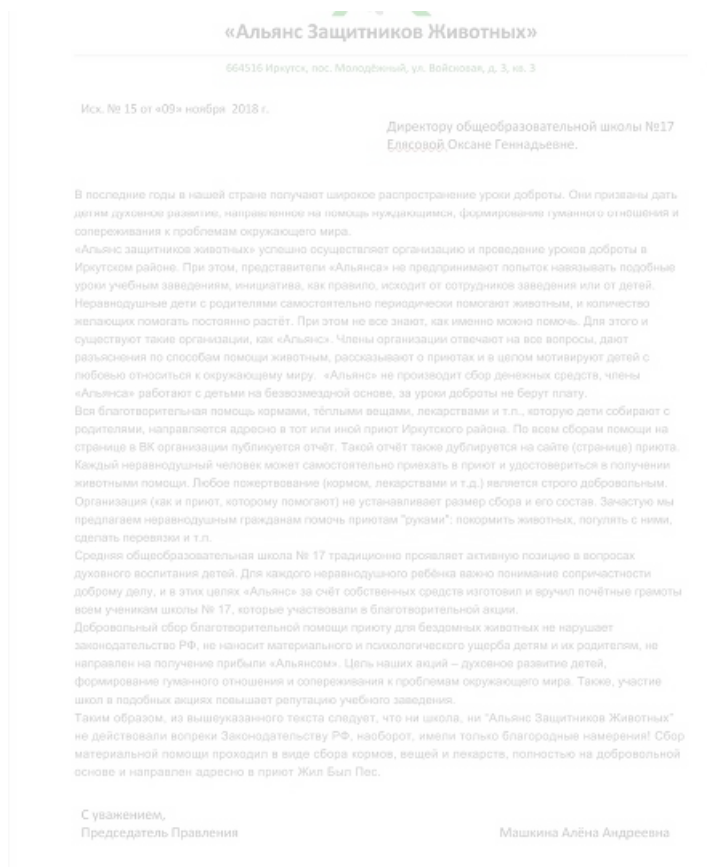 «Альянс Защитников Животных»
664516 Иркутск, пос. Молодёжный, ул. Войсковая, д. 3, кв. 3
Исх. № 15 от «09» ноября 2018 г.
Директору общеобразовательной школы №17
Елясовой Оксане Геннадьевне.
В последние годы в нашей стране получают широкое распространение уроки доброты. Они призваны дать
детям духовное развитие, направленное на помощь нуждающимся, формирование гуманного отношения и
сопереживания к проблемам окружающего мира.
«Альянс защитников животных» успешно осуществляет организацию и проведение уроков доброты в
Иркутском районе. При этом, представители «Альянса» не предпринимают попыток навязывать подобные
уроки учебным заведениям, инициатива, как правило, исходит от сотрудников заведения или от детей.
Неравнодушные дети с родителями самостоятельно периодически помогают животным, и количество
желающих помогать постоянно растёт. При этом не все знают, как именно можно помочь. Для этого и
существуют такие организации, как «Альянс». Члены организации отвечают на все вопросы, дают
разъяснения по способам помощи животным, рассказывают о приютах и в целом мотивируют детей с
любовью относиться к окружающему миру. «Альянс» не производит сбор денежных средств, члены
«Альянса» работают с детьми на безвозмездной основе, за уроки доброты не берут плату.
Вся благотворительная помощь кормами, тёплыми вещами, лекарствами и т.п., которую дети собирают с
родителями, направляется адресно в тот или иной приют Иркутского района. По всем сборам помощи на
странице в ВК организации публикуется отчёт. Такой отчёт также дублируется на сайте (странице) приюта.
Каждый неравнодушный человек может самостоятельно приехать в приют и удостовериться в получении
животными помощи. Любое пожертвование (кормом, лекарствами и т.д.) является строго добровольным.
Организация (как и приют, которому помогают) не устанавливает размер сбора и его состав. Зачастую мы
предлагаем неравнодушным гражданам помочь приютам "руками": покормить животных, погулять с ними,
сделать перевязки и т.п.
Средняя общеобразовательная школа № 17 традиционно проявляет активную позицию в вопросах
духовного воспитания детей. Для каждого неравнодушного ребёнка важно понимание сопричастности
доброму делу, и в этих целях «Альянс» за счёт собственных средств изготовил и вручил почётные грамоты
всем ученикам школы № 17, которые участвовали в благотворительной акции.
Добровольный сбор благотворительной помощи приюту для бездомных животных не нарушает
законодательство РФ, не наносит материального и психологического ущерба детям и их родителям, не
направлен на получение прибыли «Альянсом». Цель наших акций – духовное развитие детей,
формирование гуманного отношения и сопереживания к проблемам окружающего мира. Также, участие
школ в подобных акциях повышает репутацию учебного заведения.
Таким образом, из вышеуказанного текста следует, что ни школа, ни "Альянс Защитников Животных"
не действовали вопреки Законодательству РФ, наоборот, имели только благородные намерения! Сбор
материальной помощи проходил в виде сбора кормов, вещей и лекарств, полностью на добровольной
основе и направлен адресно в приют Жил Был Пес.
С уважением,
Председатель Правления
Машкина Алёна Андреевна